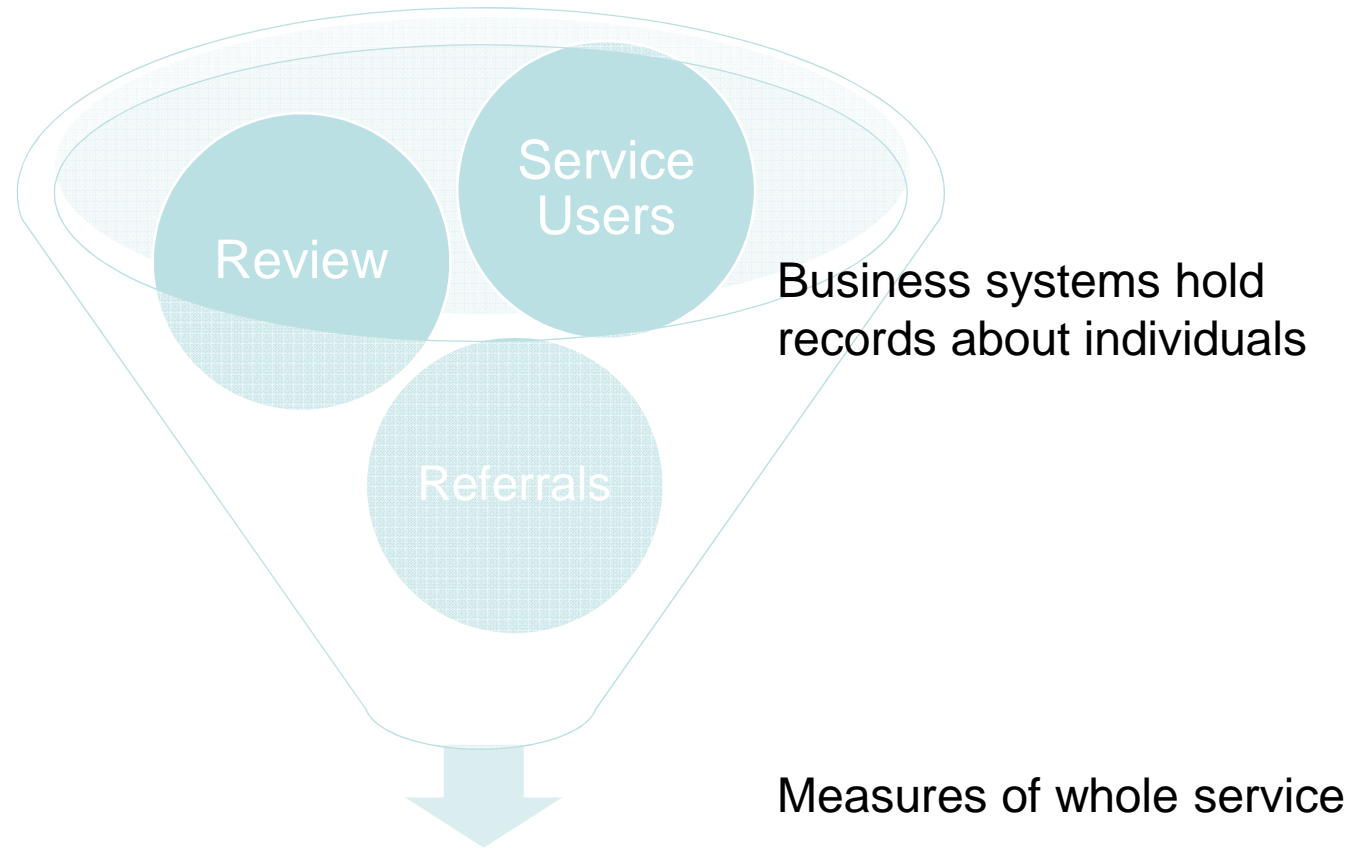 Service
Users
Review
Business systems hold
records about individuals
Referrals
Measures of whole service